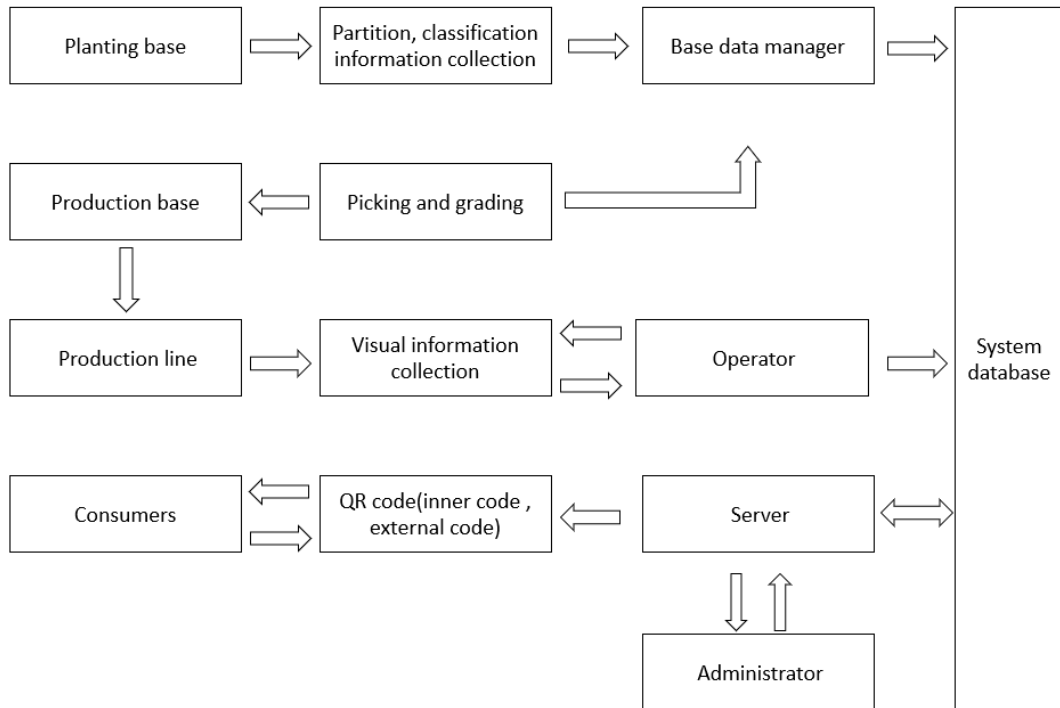 Planting base
Partition, classification
information collection
Base data manager
Production base
Picking and grading
Production line
Visual information
collection
Operator
System
database
Consumers
QR code(inner code ,
external code)
Server
Administrator